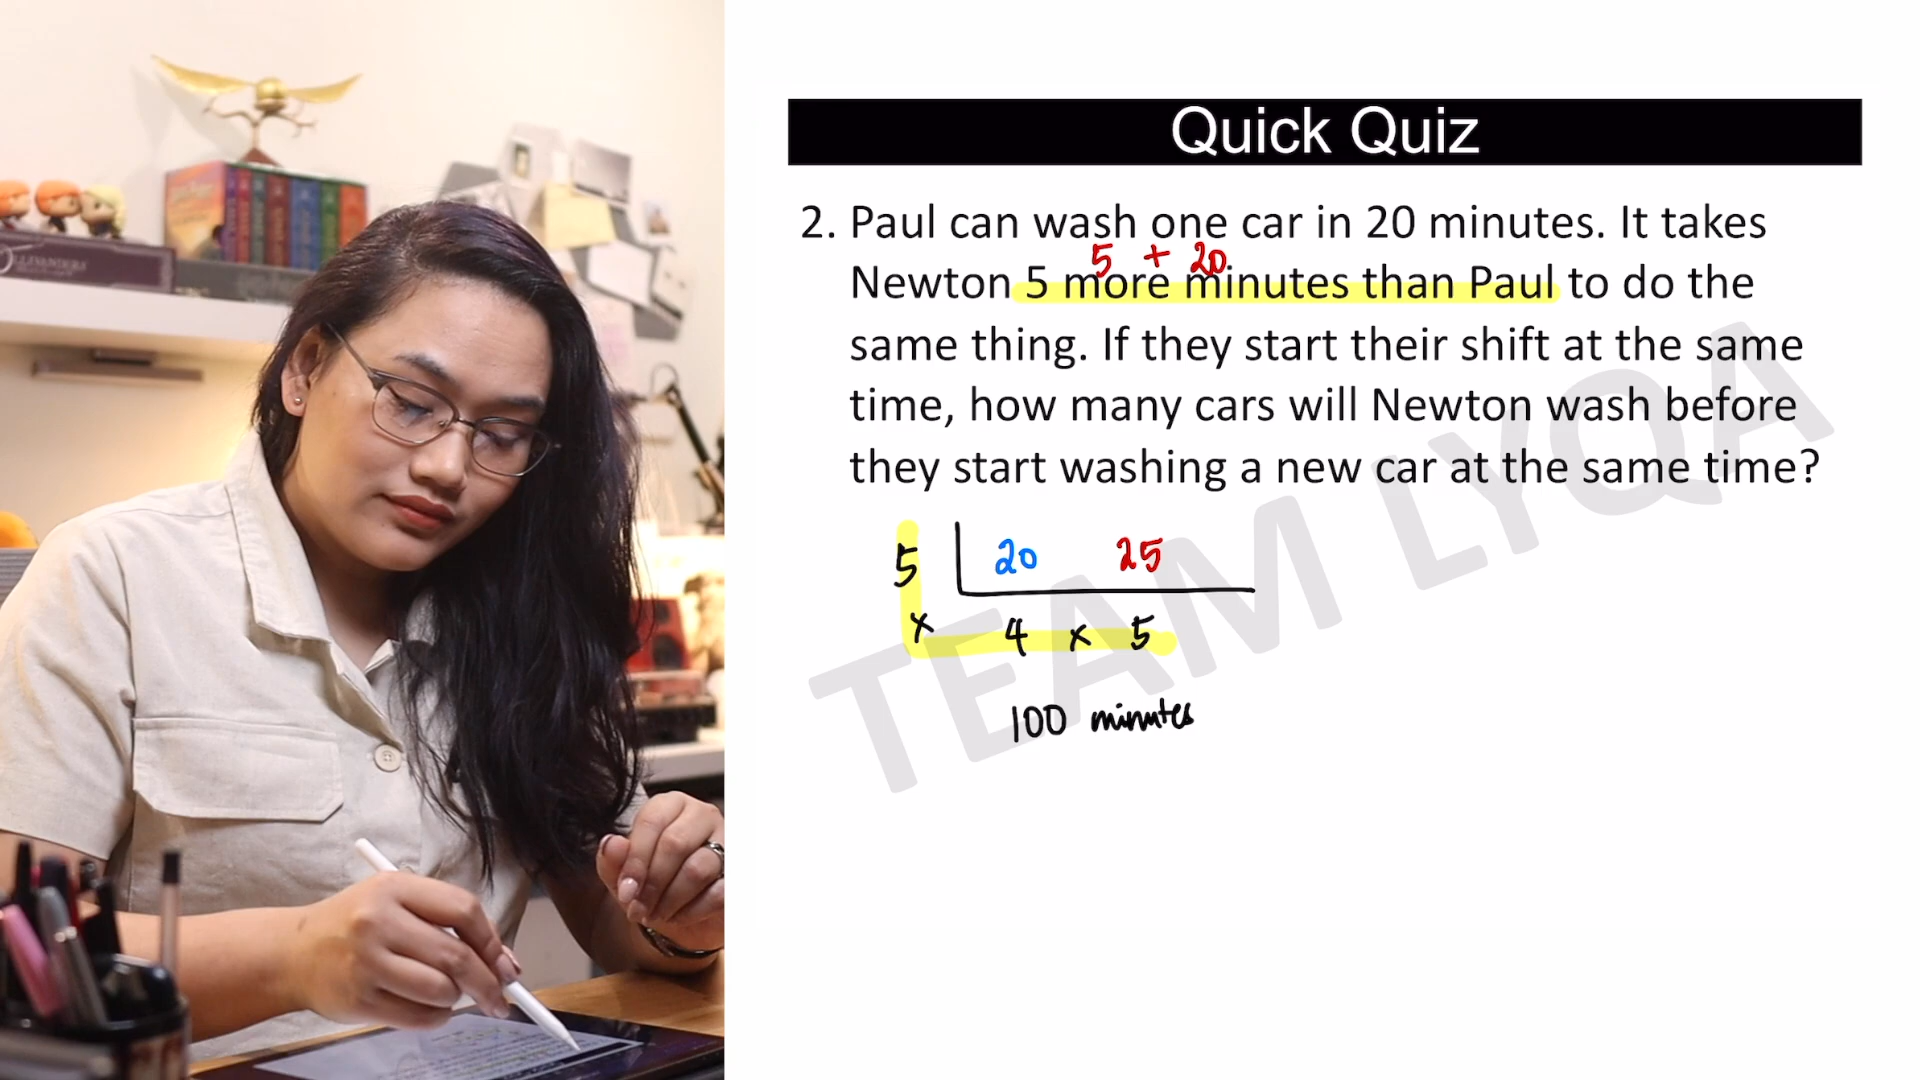 Quick Quiz
2. Paul can wash one car in 20 minutes. It takes
5 + 20
Newton 5 more minutes than Paul to do the
same thing. If they start their shift at the same
time, how many cars will Newton wash before
they start washing a new car at the same time?
5 20 25
× 4 × 5
100 minutes
TEAM LYQA